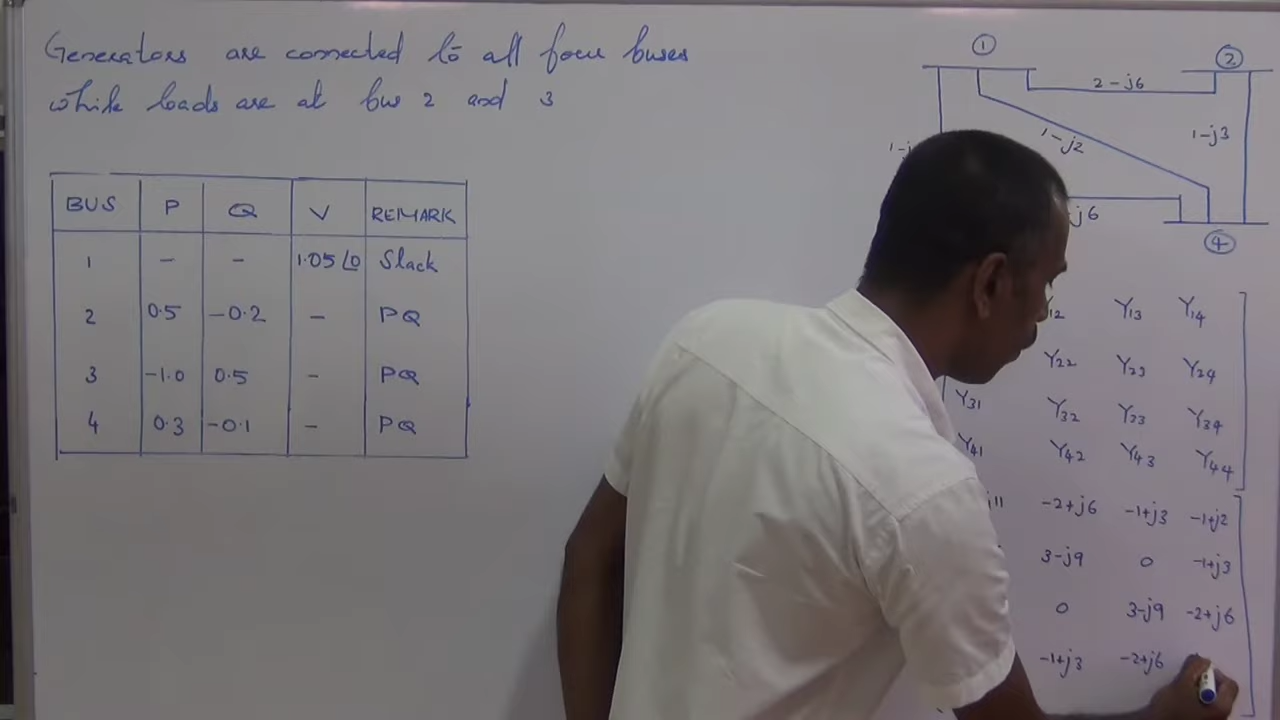 Generators are connected to all four buses
while loads are at bus 2 and 3
BUS P Q V REMARK
1 - - 1.05∠0 Slack
2 0.5 -0.2 - PQ
3 -1.0 0.5 - PQ
4 0.3 -0.1 - PQ
1 2
2-j6
1-j3
1-j2
j6
4
Y13 Y14
Y22 Y23 Y24
Y31 Y32 Y33 Y34
Y41 Y42 Y43 Y44
j11 -2+j6 -1+j3 -1+j2
3-j9 0 -1+j3
0 3-j9 -2+j6
-1+j3 -2+j6